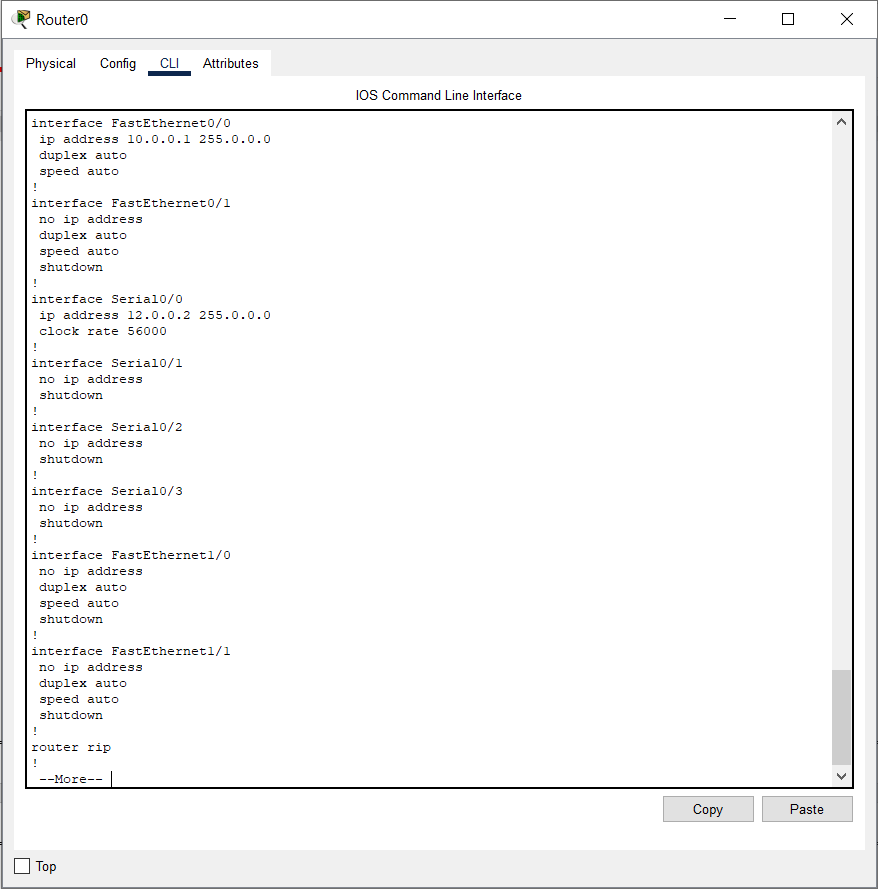 Router0
Physical Config CLI Attributes
IOS Command Line Interface
interface FastEthernet0/0
 ip address 10.0.0.1 255.0.0.0
 duplex auto
 speed auto
!
interface FastEthernet0/1
 no ip address
 duplex auto
 speed auto
 shutdown
!
interface Serial0/0
 ip address 12.0.0.2 255.0.0.0
 clock rate 56000
!
interface Serial0/1
 no ip address
 shutdown
!
interface Serial0/2
 no ip address
 shutdown
!
interface Serial0/3
 no ip address
 shutdown
!
interface FastEthernet1/0
 no ip address
 duplex auto
 speed auto
 shutdown
!
interface FastEthernet1/1
 no ip address
 duplex auto
 speed auto
 shutdown
!
router rip
!
 --More--
Copy Paste
Top